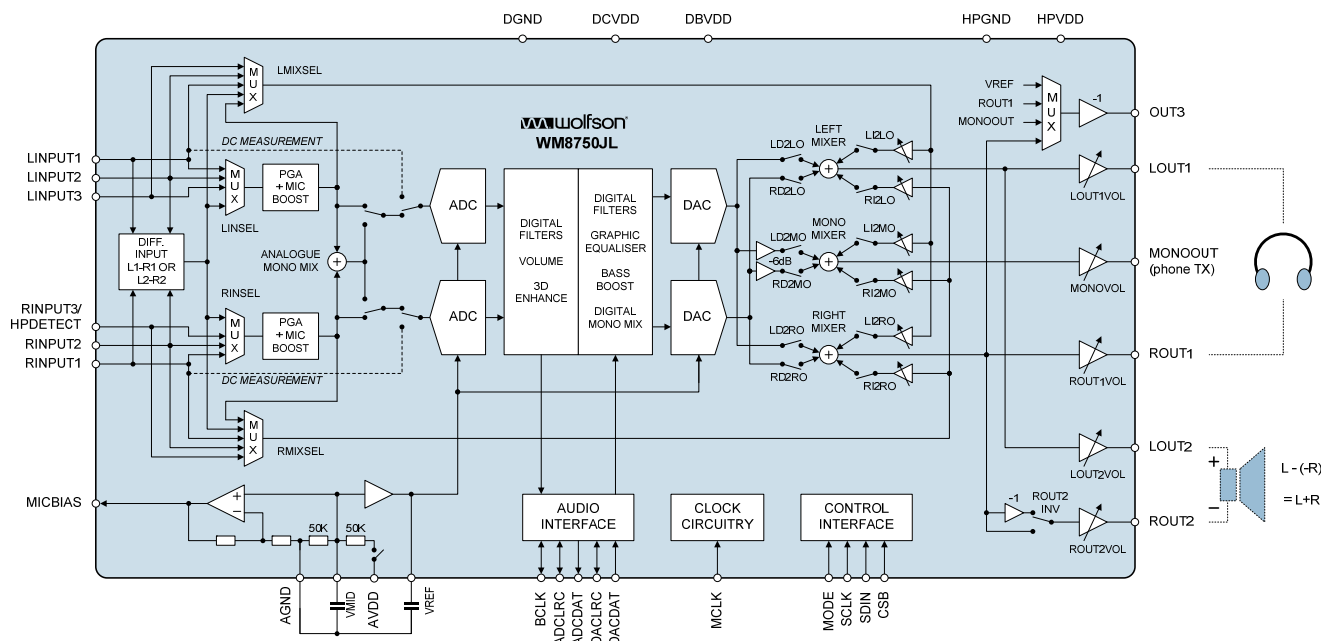 DGND DCVDD DBVDD HPGND HPVDD
LMIXSEL
MUX
DC MEASUREMENT
wolfson
WM8750JL
LINPUT1
LINPUT2
LINPUT3
MUX
LINSEL
PGA
+ MIC
BOOST
DIFF.
INPUT
L1-R1 OR
L2-R2
ANALOGUE
MONO MIX
RINSEL
MUX
PGA
+ MIC
BOOST
RINPUT3/
HPDETECT
RINPUT2
RINPUT1
DC MEASUREMENT
MUX
RMIXSEL
ADC
ADC
DIGITAL
FILTERS
VOLUME
3D
ENHANCE
DIGITAL
FILTERS
GRAPHIC
EQUALISER
BASS
BOOST
DIGITAL
MONO MIX
DAC
DAC
LEFT
MIXER
LD2LO
RD2LO
LI2LO
RI2LO
MONO
MIXER
LD2MO
-6dB
RD2MO
LI2MO
RI2MO
RIGHT
MIXER
LD2RO
RD2RO
LI2RO
RI2RO
VREF
ROUT1
MONOOUT
MUX
-1
OUT3
LOUT1
LOUT1VOL
MONOOUT
(phone TX)
MONOVOL
ROUT1
ROUT1VOL
LOUT2
LOUT2VOL
-1
ROUT2
INV
ROUT2
ROUT2VOL
+
−
L - (-R)
= L+R
MICBIAS
+
−
50K 50K
AGND
VMID
AVDD
VREF
AUDIO
INTERFACE
CLOCK
CIRCUITRY
CONTROL
INTERFACE
BCLK
ADCLRC
ADCDAT
DACLRC
DACDAT
MCLK
MODE
SCLK
SDIN
CSB